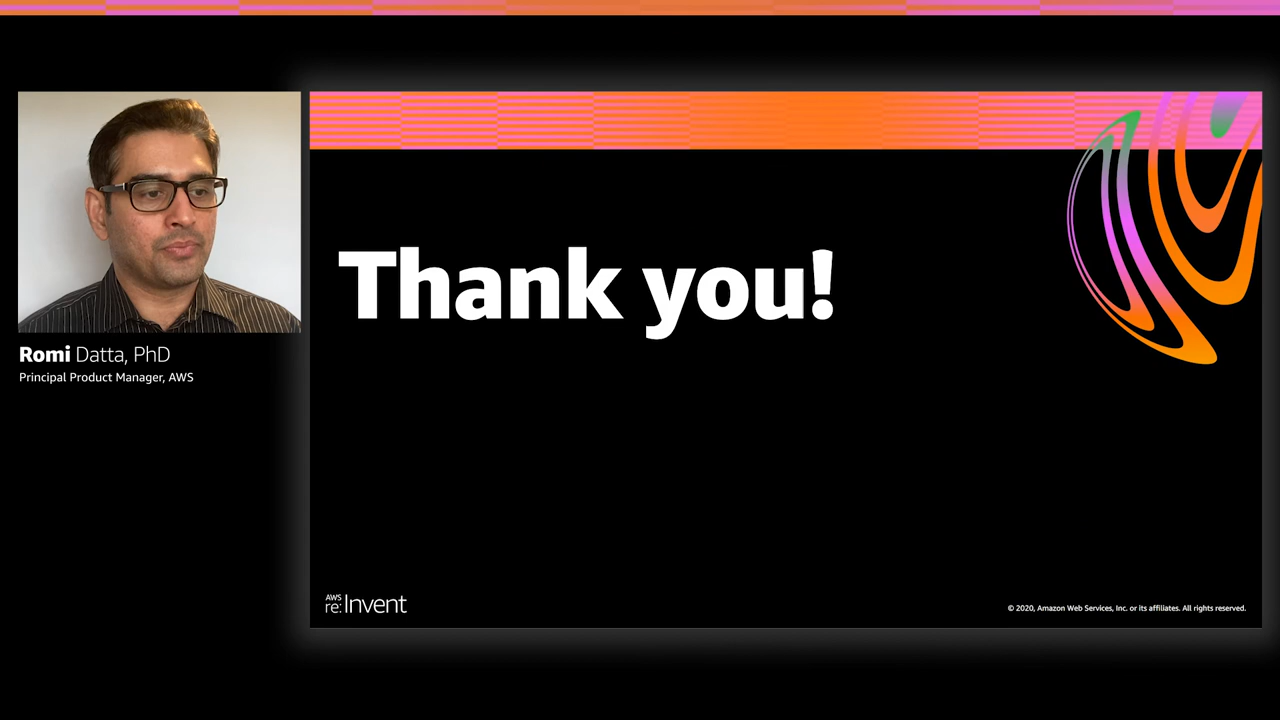 Romi Datta, PhD
Principal Product Manager, AWS
Thank you!
AWS
re:Invent
© 2020, Amazon Web Services, Inc. or its affiliates. All rights reserved.